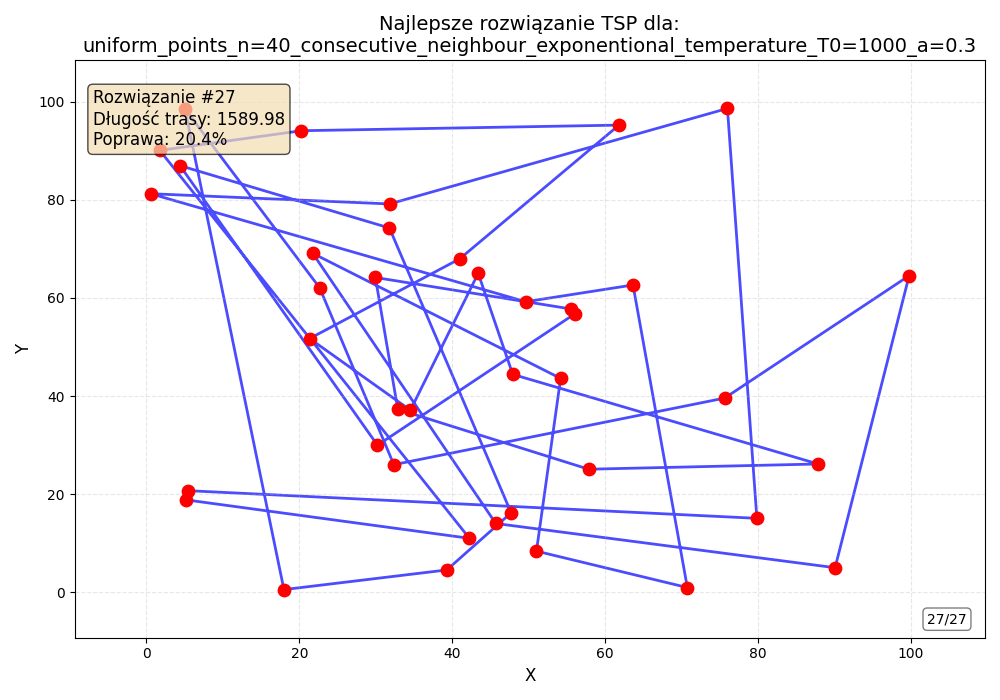 Najlepsze rozwiązanie TSP dla:
uniform_points_n=40_consecutive_neighbour_exponentional_temperature_T0=1000_a=0.3
Rozwiązanie #27
Długość trasy: 1589.98
Poprawa: 20.4%
100
80
60
40
20
0
Y
27/27
0 20 40 60 80 100
X